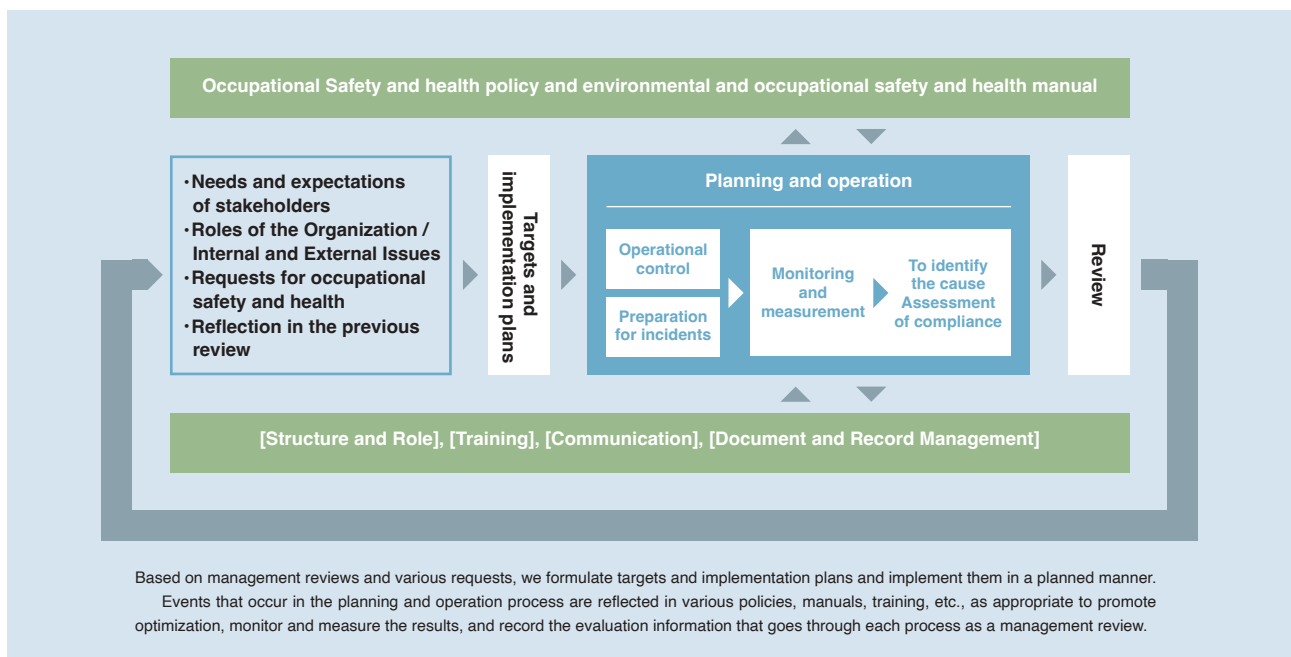 Occupational Safety and health policy and environmental and occupational safety and health manual
・Needs and expectations
of stakeholders
・Roles of the Organization /
Internal and External Issues
・Requests for occupational
safety and health
・Reflection in the previous
review
Targets and
implementation plans
Planning and operation
Operational
control
Preparation
for incidents
Monitoring
and
measurement
To identify
the cause
Assessment
of compliance
Review
[Structure and Role], [Training], [Communication], [Document and Record Management]
Based on management reviews and various requests, we formulate targets and implementation plans and implement them in a planned manner.
Events that occur in the planning and operation process are reflected in various policies, manuals, training, etc., as appropriate to promote
optimization, monitor and measure the results, and record the evaluation information that goes through each process as a management review.